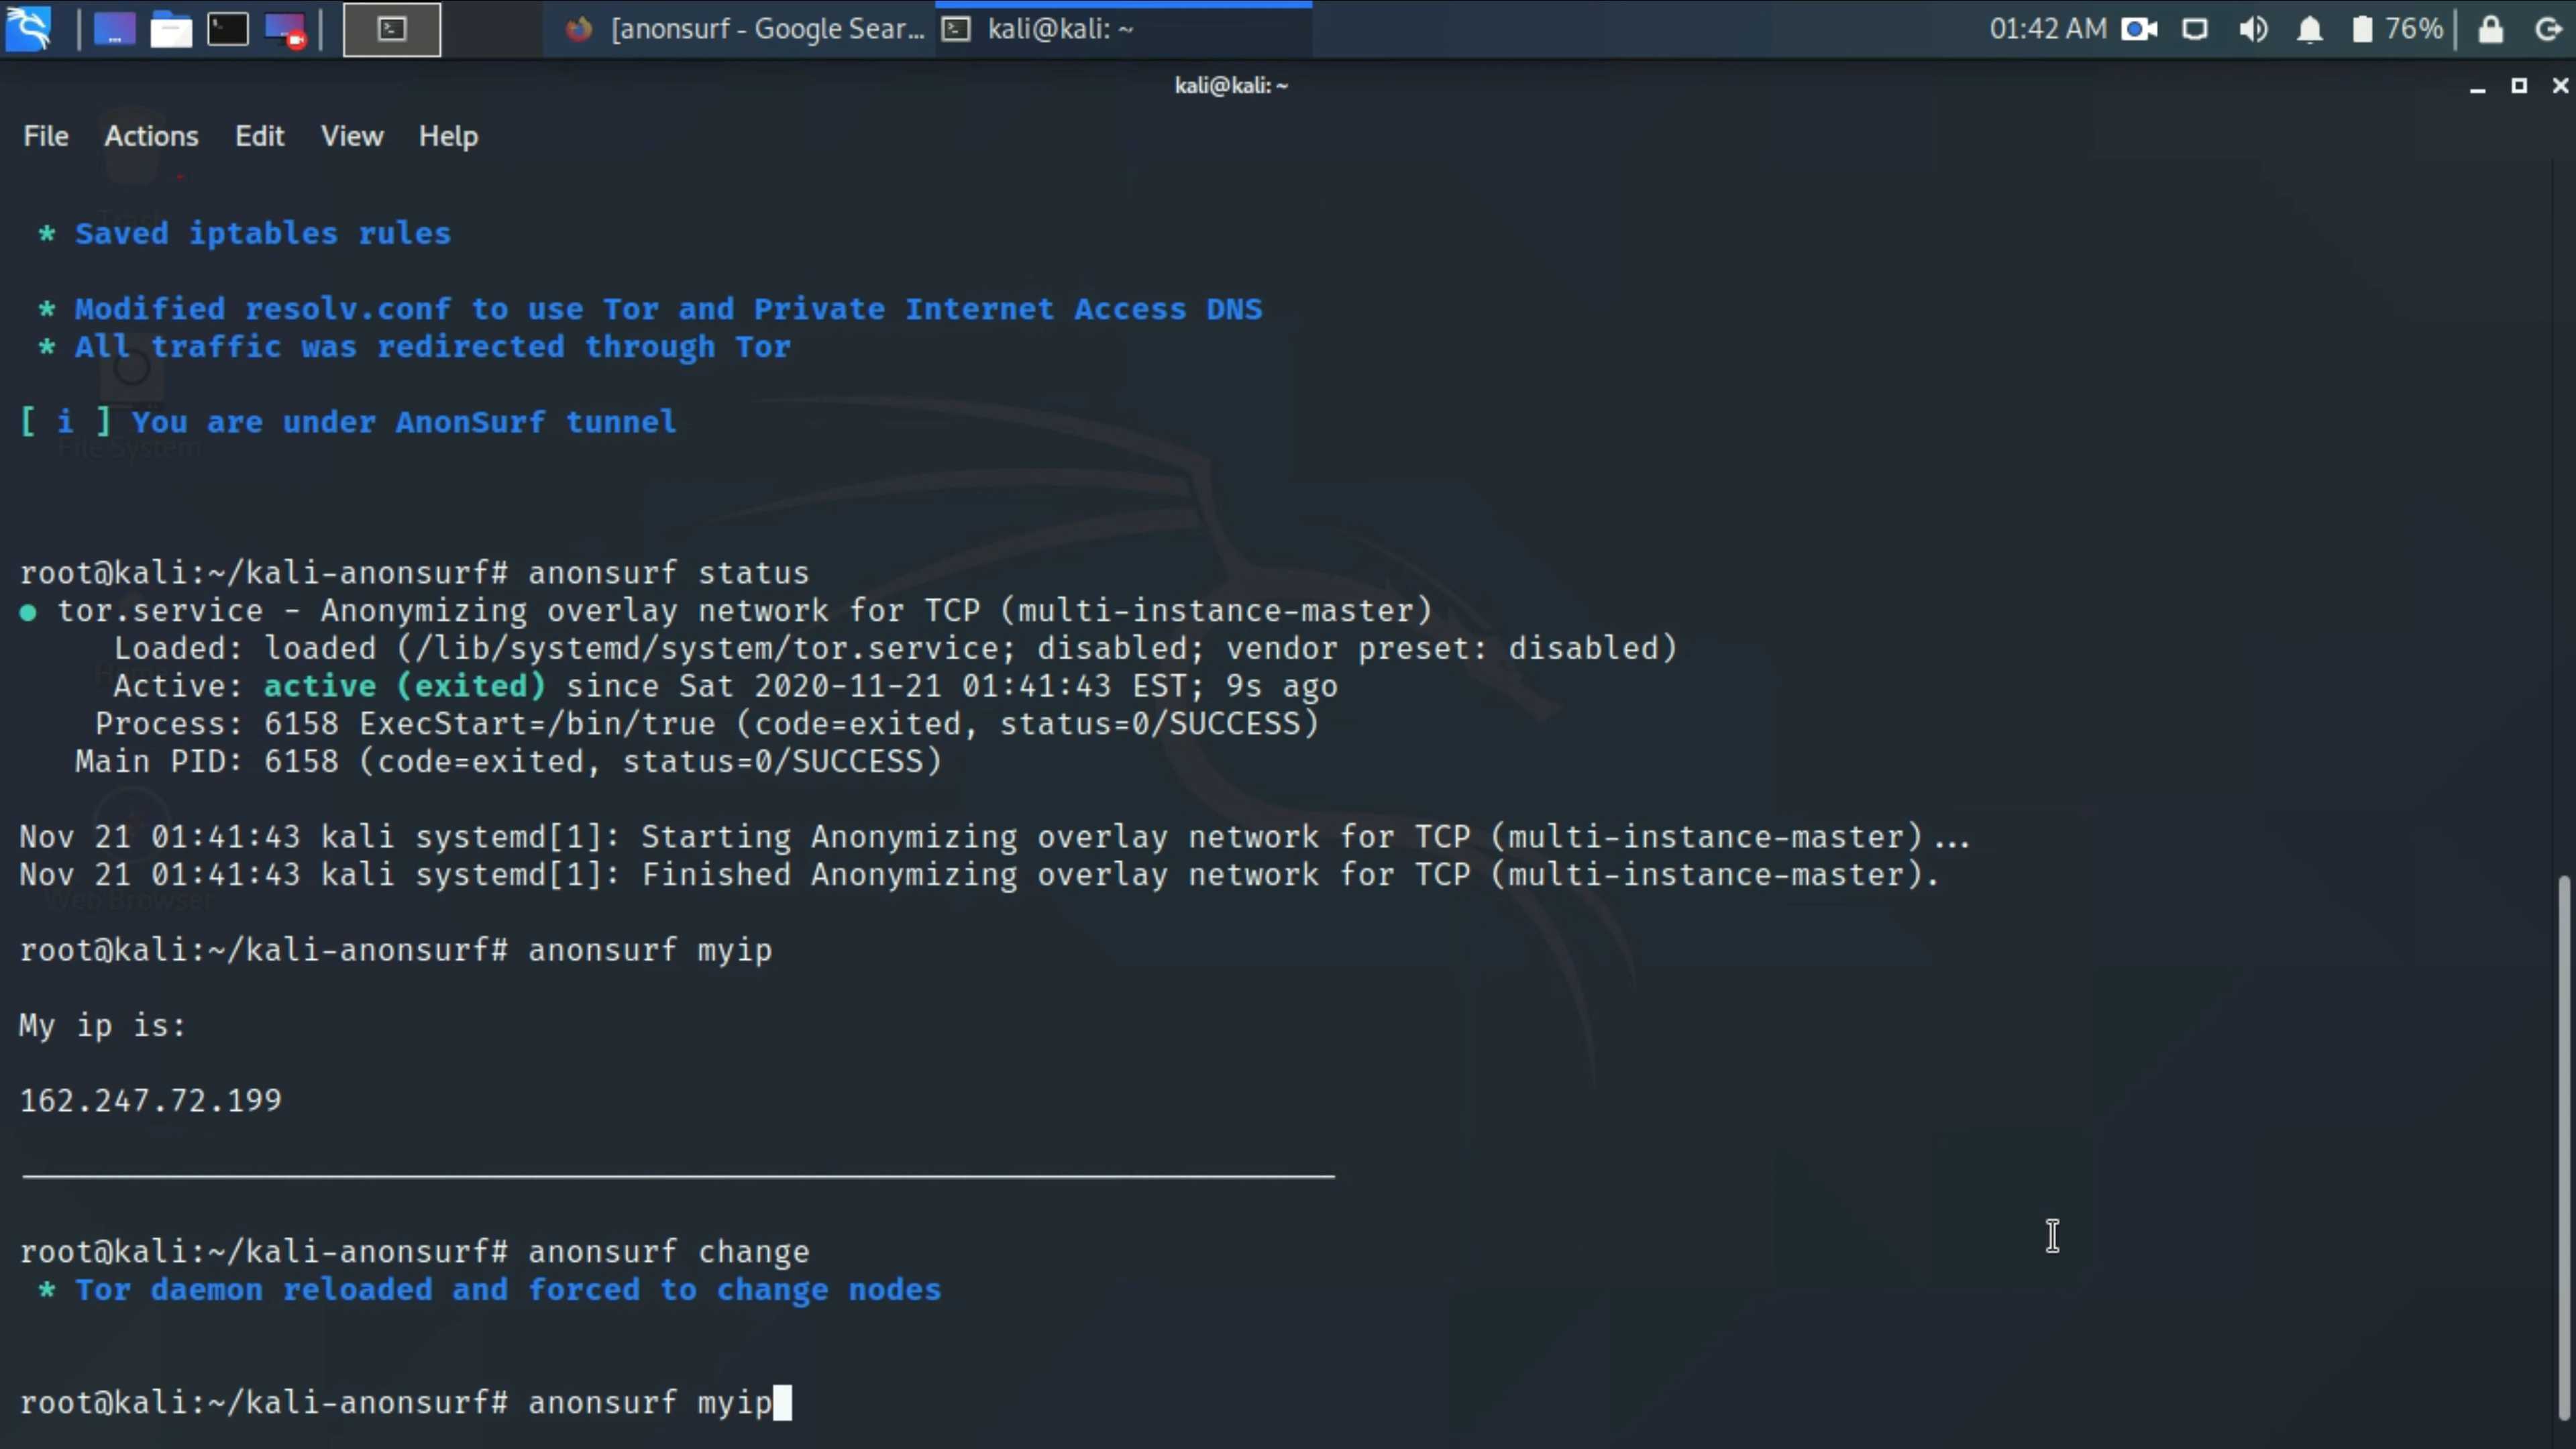 [anonsurf - Google Sear...
kali@kali: ~
01:42 AM
76%
kali@kali: ~
File Actions Edit View Help
* Saved iptables rules
* Modified resolv.conf to use Tor and Private Internet Access DNS
* All traffic was redirected through Tor
[ i ] You are under AnonSurf tunnel
File System
root@kali:~/kali-anonsurf# anonsurf status
● tor.service - Anonymizing overlay network for TCP (multi-instance-master)
Loaded: loaded (/lib/systemd/system/tor.service; disabled; vendor preset: disabled)
Active: active (exited) since Sat 2020-11-21 01:41:43 EST; 9s ago
Process: 6158 ExecStart=/bin/true (code=exited, status=0/SUCCESS)
Main PID: 6158 (code=exited, status=0/SUCCESS)
Nov 21 01:41:43 kali systemd[1]: Starting Anonymizing overlay network for TCP (multi-instance-master)...
Nov 21 01:41:43 kali systemd[1]: Finished Anonymizing overlay network for TCP (multi-instance-master).
Web Browser
root@kali:~/kali-anonsurf# anonsurf myip
My ip is:
162.247.72.199
root@kali:~/kali-anonsurf# anonsurf change
* Tor daemon reloaded and forced to change nodes
root@kali:~/kali-anonsurf# anonsurf myip